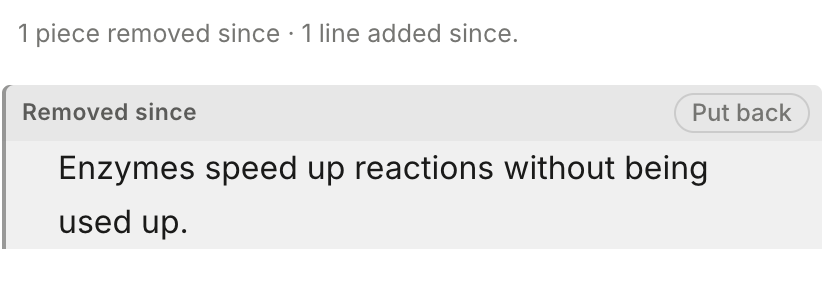 1 piece removed since · 1 line added since.
Removed since
Put back
Enzymes speed up reactions without being
used up.